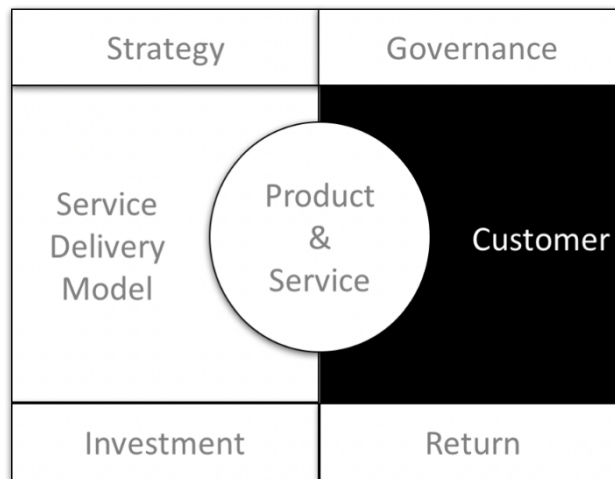 Strategy
Governance
Service
Delivery
Model
Product
&
Service
Customer
Investment
Return